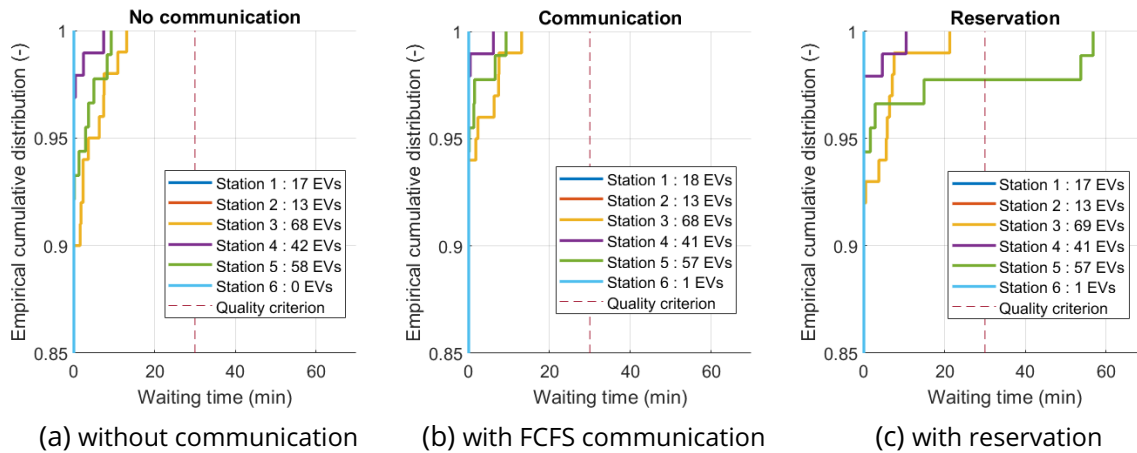 No communication
Empirical cumulative distribution (-)
1
0.95
0.9
0.85
Station 1 : 17 EVs
Station 2 : 13 EVs
Station 3 : 68 EVs
Station 4 : 42 EVs
Station 5 : 58 EVs
Station 6 : 0 EVs
Quality criterion
0 20 40 60
Waiting time (min)
(a) without communication
Communication
Empirical cumulative distribution (-)
1
0.95
0.9
0.85
Station 1 : 18 EVs
Station 2 : 13 EVs
Station 3 : 68 EVs
Station 4 : 41 EVs
Station 5 : 57 EVs
Station 6 : 1 EVs
Quality criterion
0 20 40 60
Waiting time (min)
(b) with FCFS communication
Reservation
Empirical cumulative distribution (-)
1
0.95
0.9
0.85
Station 1 : 17 EVs
Station 2 : 13 EVs
Station 3 : 69 EVs
Station 4 : 41 EVs
Station 5 : 57 EVs
Station 6 : 1 EVs
Quality criterion
0 20 40 60
Waiting time (min)
(c) with reservation